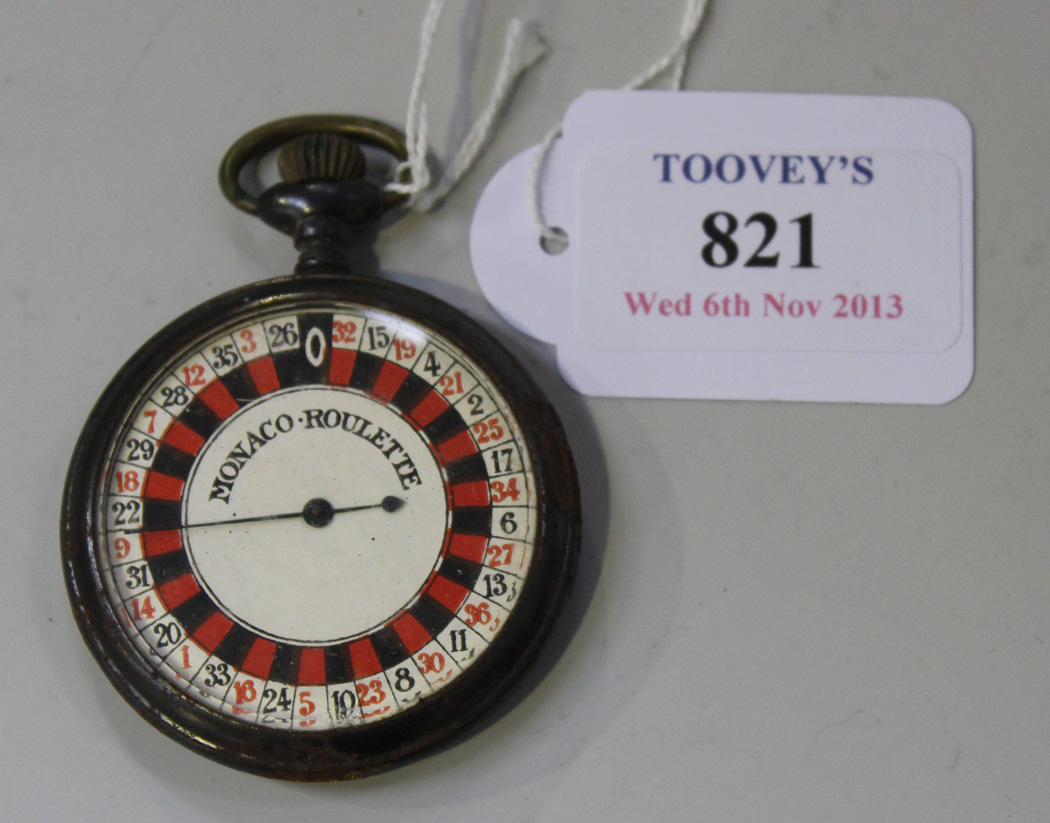 TOOVEY'S
821
Wed 6th Nov 2013
MONACO·ROULETTE
0 32 15 19 4 21 2 25 17 34 6 27 13 36 11 30 8 23 10 5 24 16 33 1 20 14 31 9 22 18 29 7 28 12 35 3 26